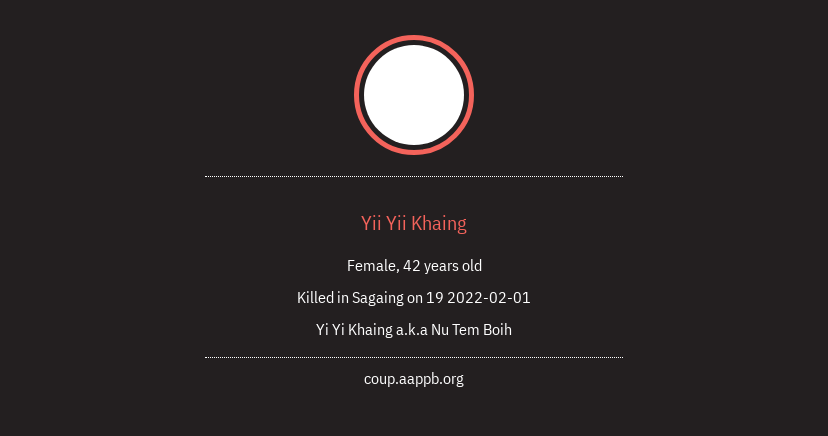 Yii Yii Khaing
Female, 42 years old
Killed in Sagaing on 19 2022-02-01
Yi Yi Khaing a.k.a Nu Tem Boih
coup.aappb.org